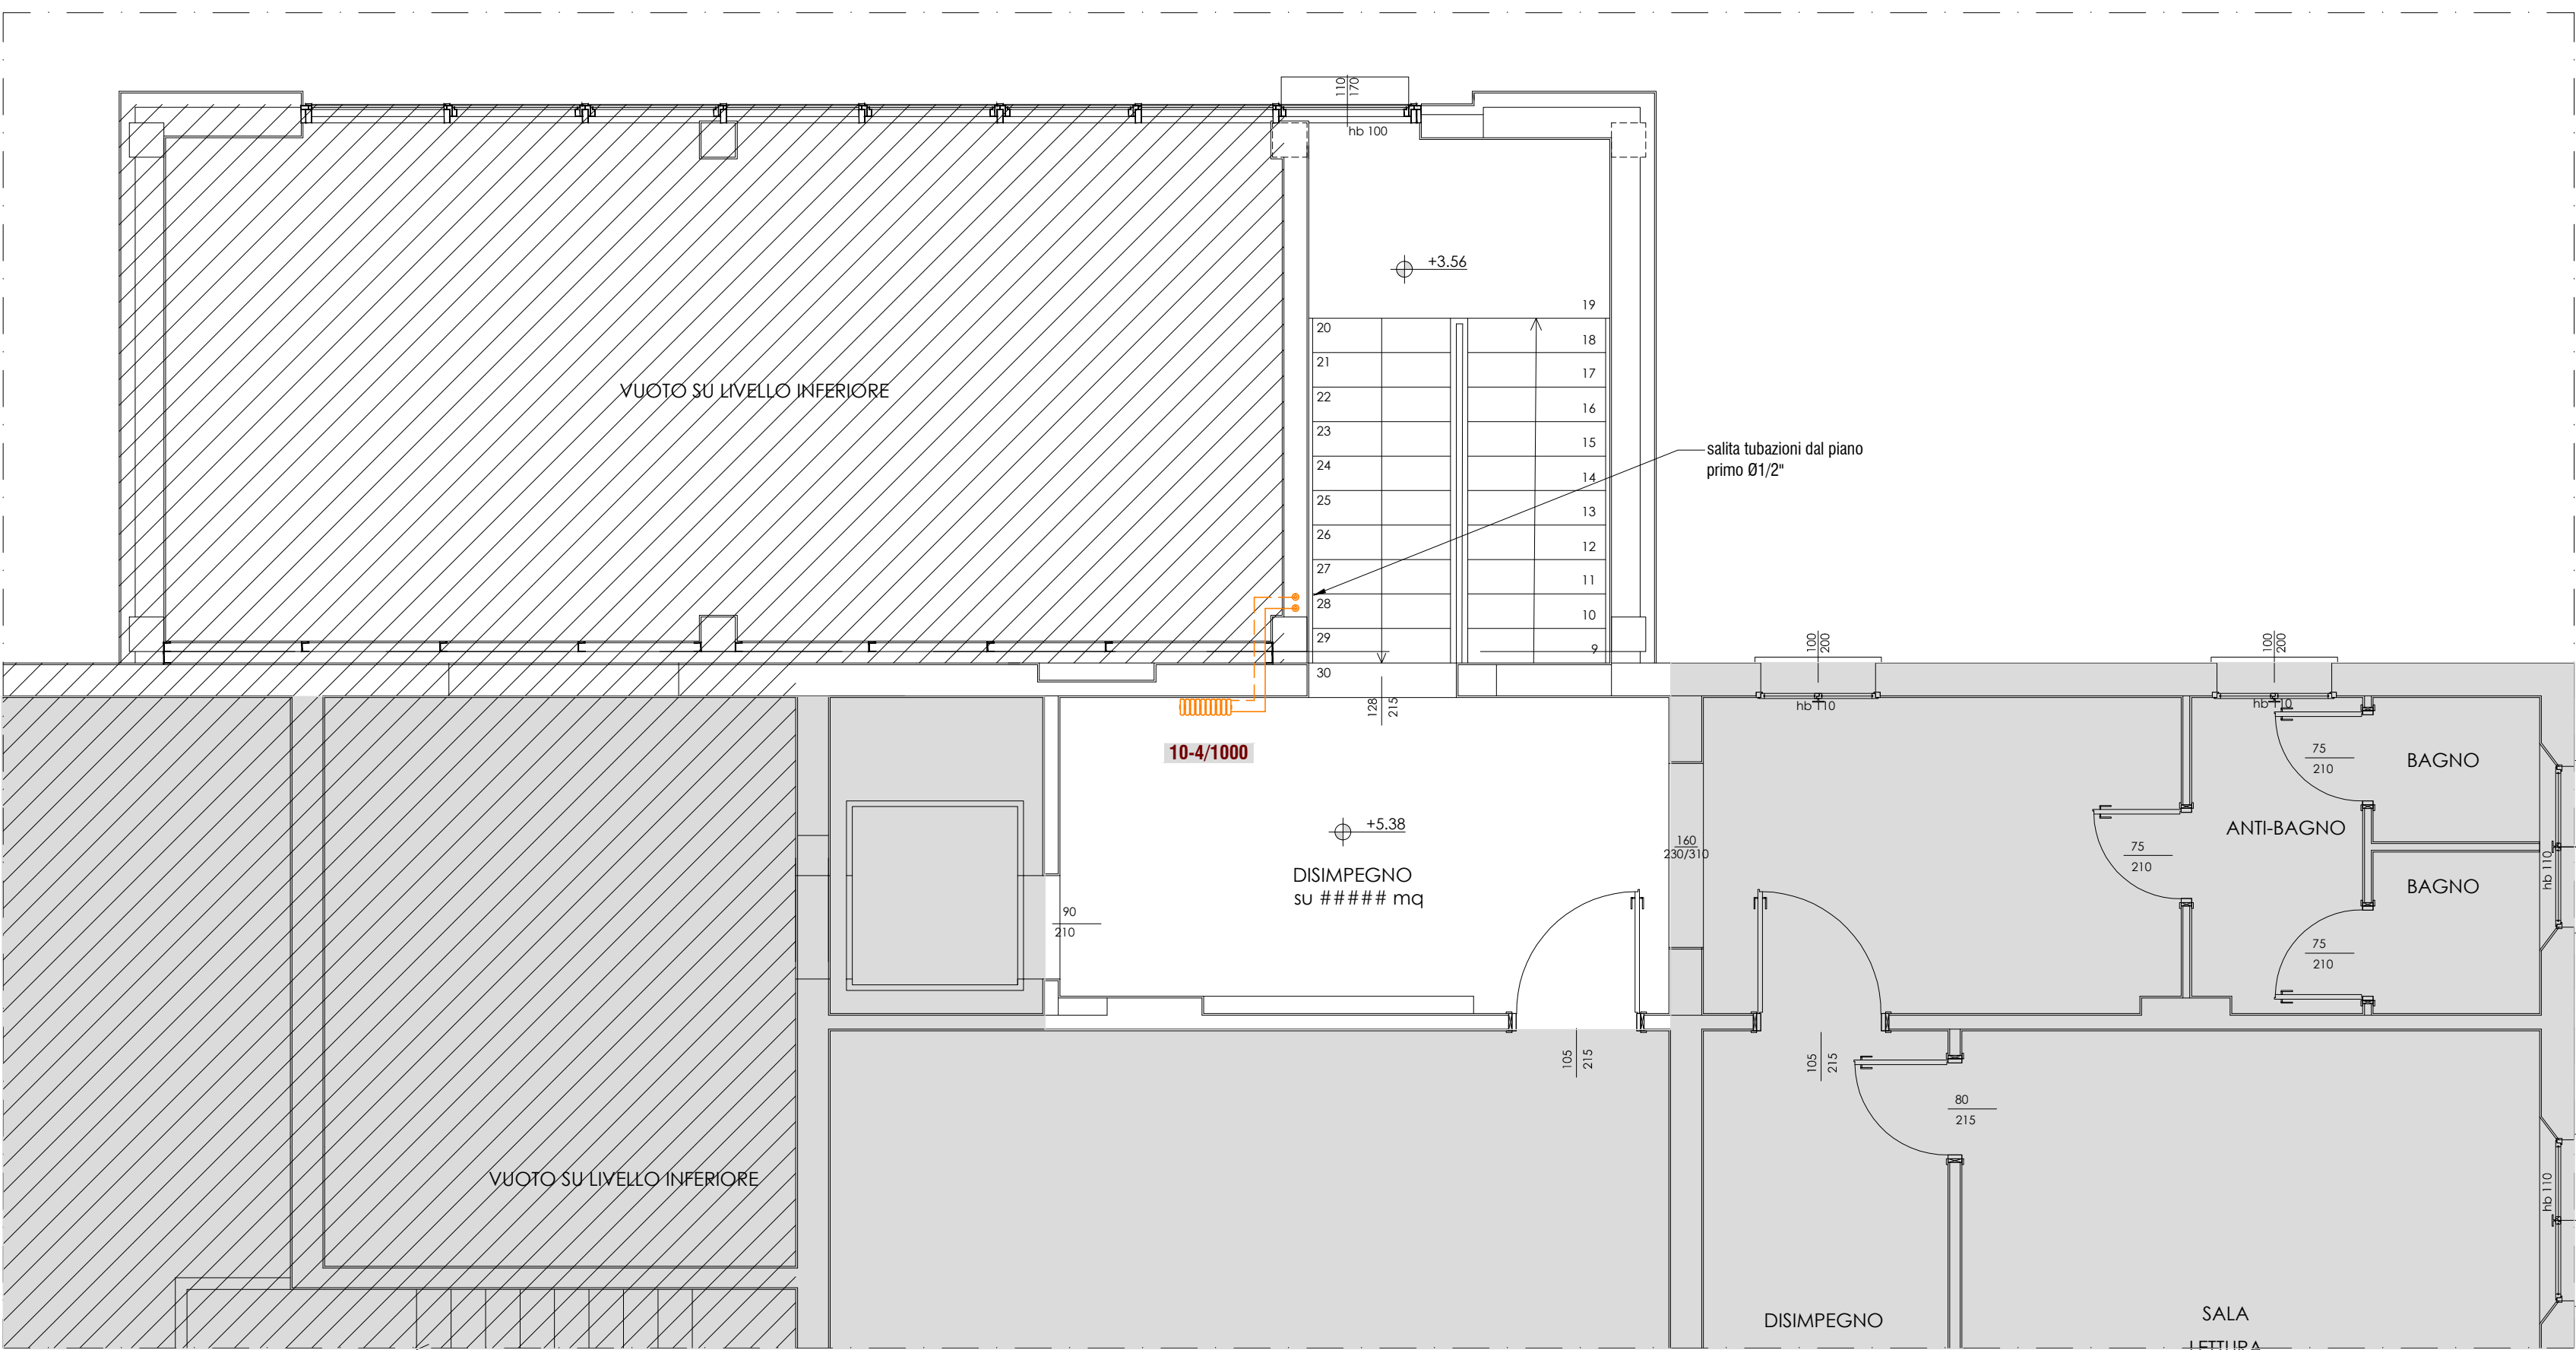 110
170
hb 100
+3.56
VUOTO SU LIVELLO INFERIORE
19
20
18
21
17
22
16
23
15
24
14
25
13
26
12
27
11
28
10
29
9
30
salita tubazioni dal piano
primo Ø1/2"
100
200
100
200
hb 110
hb 110
128
215
10-4/1000
+5.38
DISIMPEGNO
su ##### mq
90
210
160
230/310
75
210
BAGNO
ANTI-BAGNO
75
210
BAGNO
75
210
hb 110
105
215
105
215
80
215
VUOTO SU LIVELLO INFERIORE
hb 110
DISIMPEGNO
SALA
LETTURA